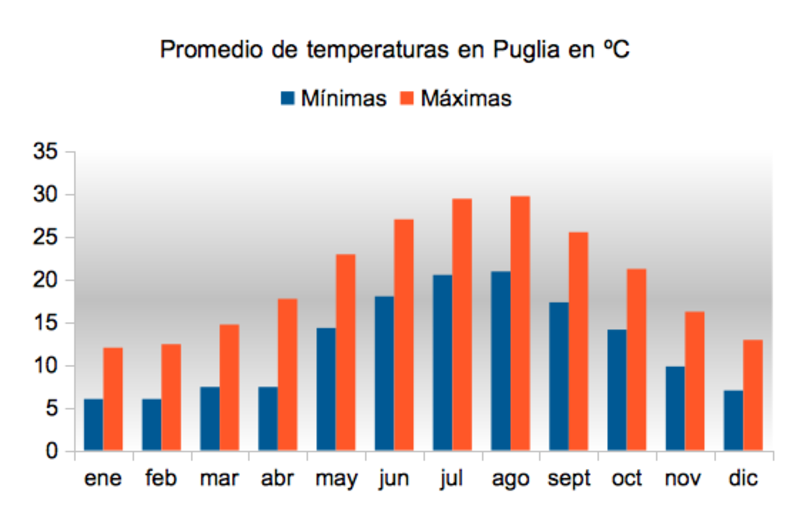 Promedio de temperaturas en Puglia en ºC
Mínimas Máximas
35
30
25
20
15
10
5
0
ene feb mar abr may jun jul ago sept oct nov dic